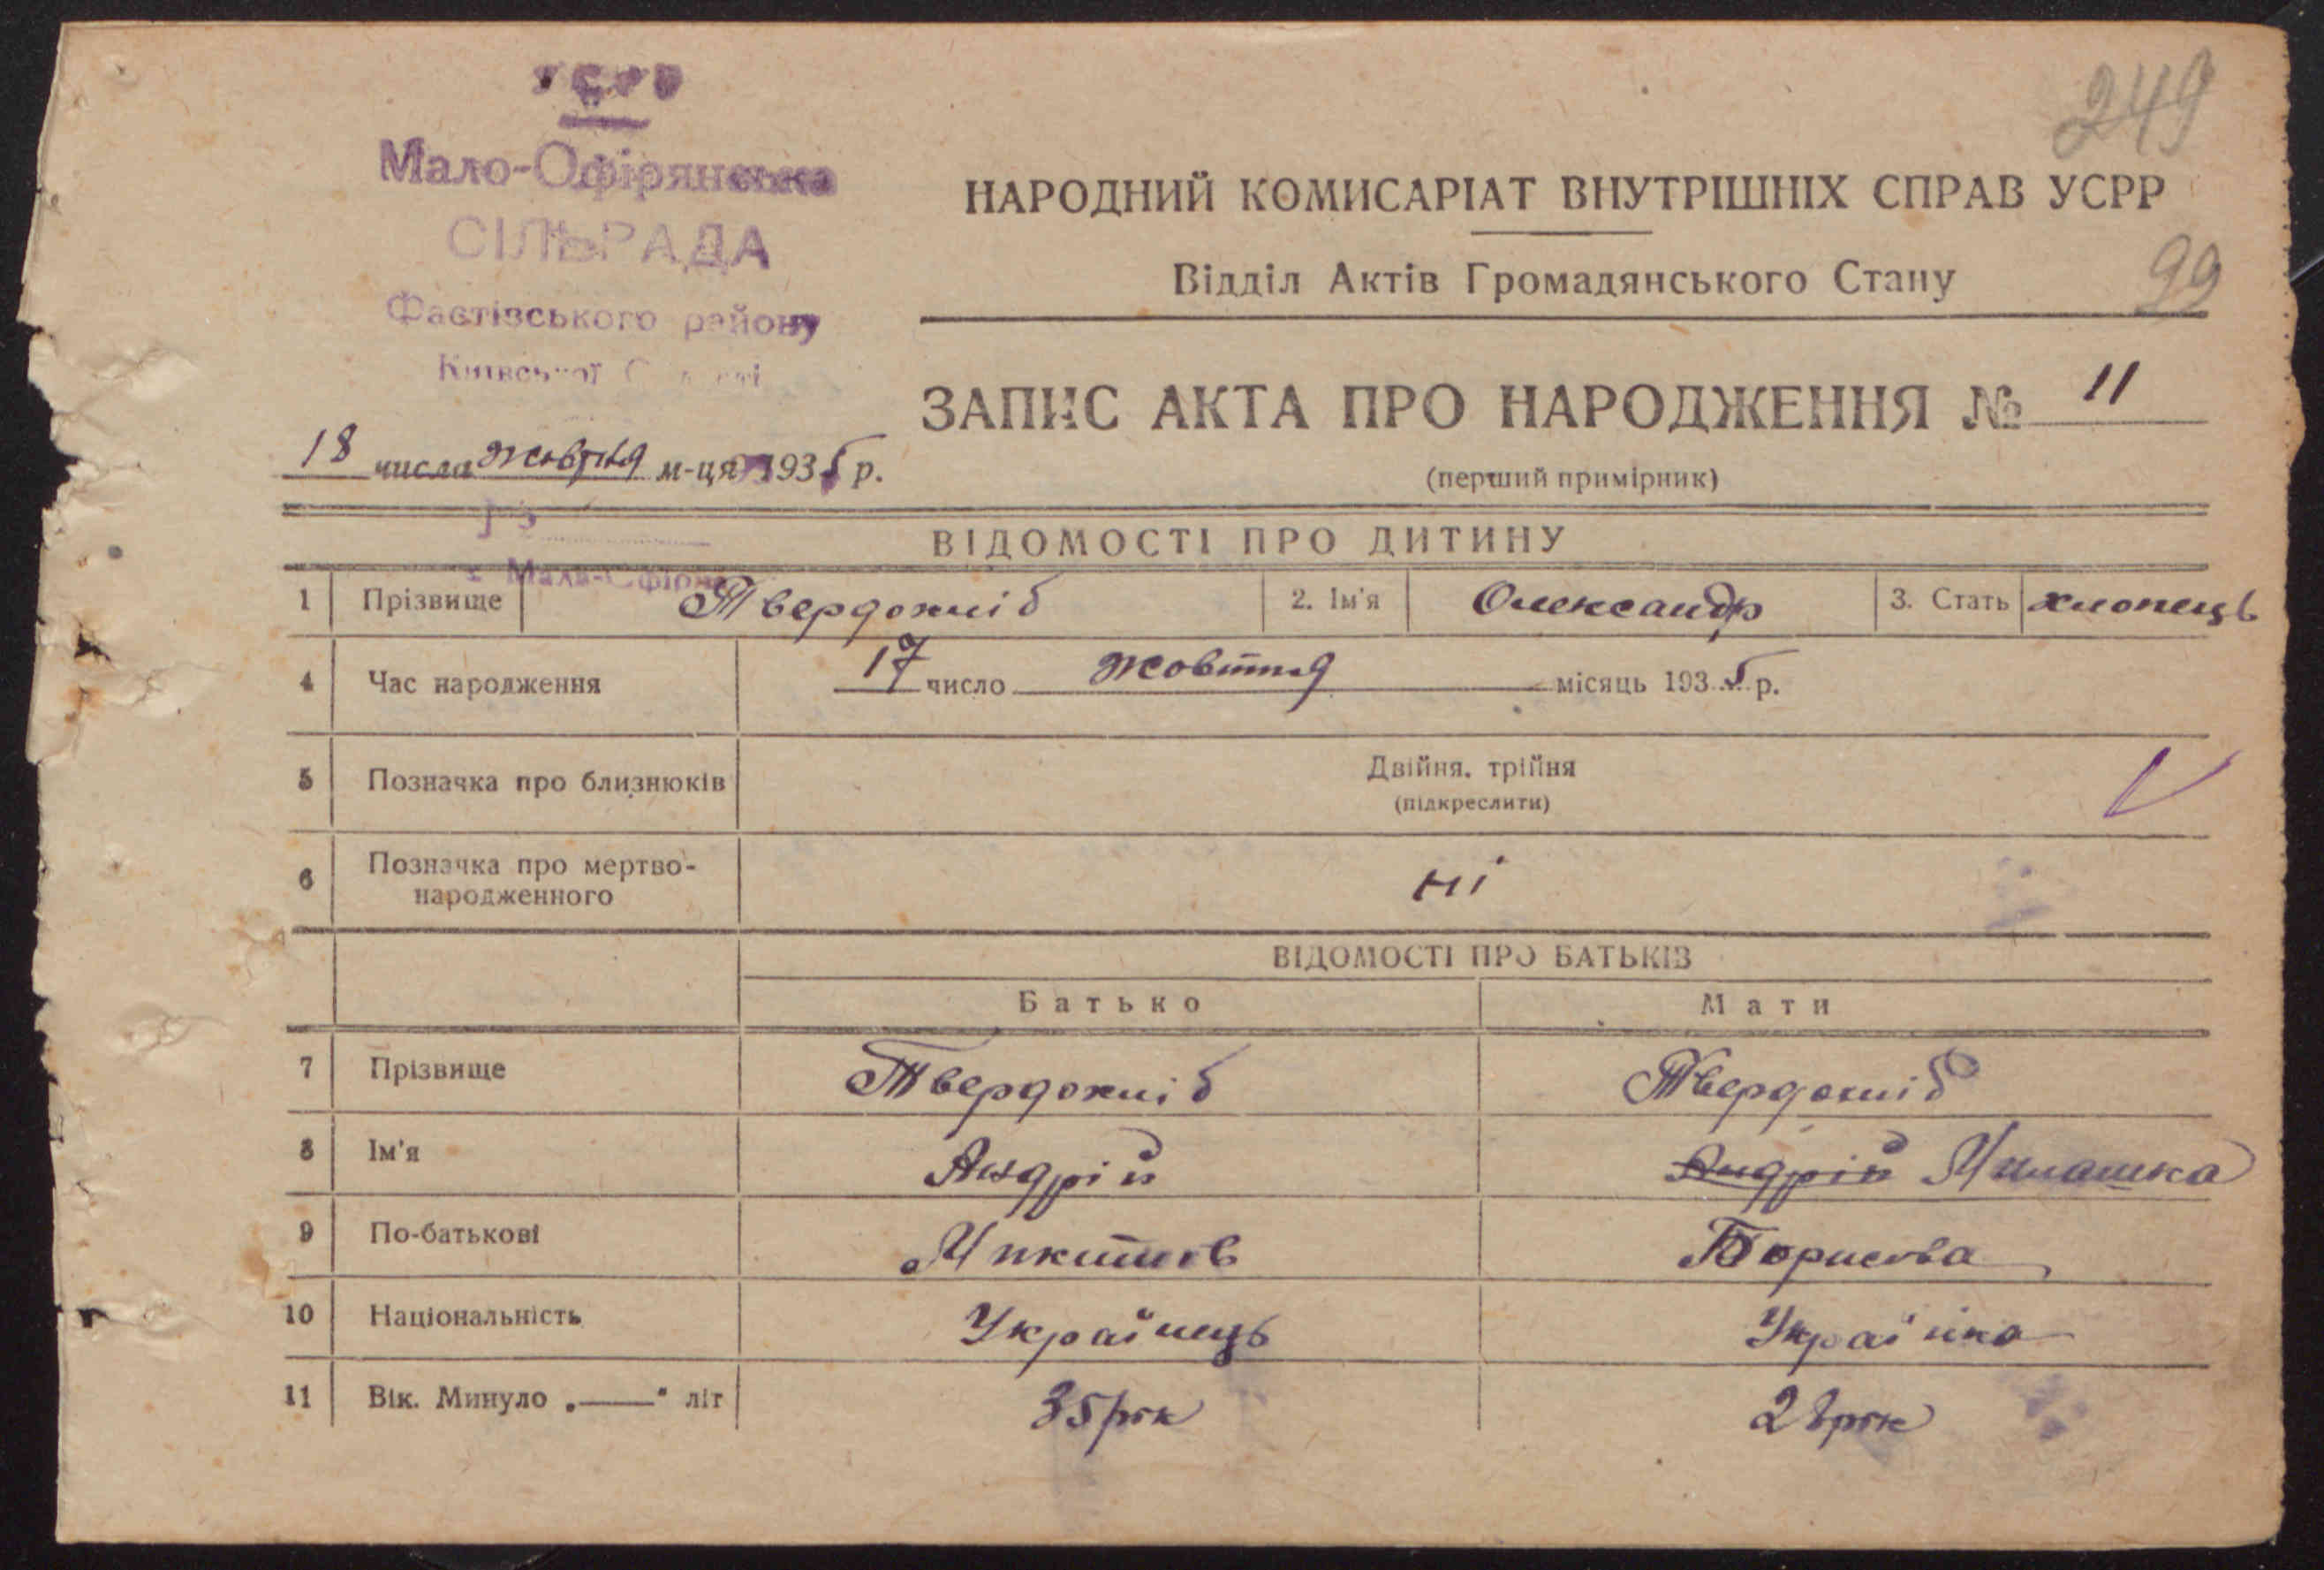 УСРР
249
Мало-Офірянська
СІЛЬРАДА
Фастівського району
Київської
НАРОДНИЙ КОМИСАРІАТ ВНУТРІШНІХ СПРАВ УСРР
Відділ Актів Громадянського Стану
99
ЗАПИС АКТА ПРО НАРОДЖЕННЯ № 11
(перший примірник)
18 числа жовтня м-ця 1935 р.
ВІДОМОСТІ ПРО ДИТИНУ
1 Прізвище Твердохліб 2. Ім'я Олександр 3. Стать хлопець
4 Час народження 17 число жовтня місяць 1935 р.
5 Позначка про близнюків Двійня, трійня
(підкреслити)
6 Позначка про мертво-
народженного ні
ВІДОМОСТІ ПРО БАТЬКІВ
Батько Мати
7 Прізвище Твердохліб Твердохліб
8 Ім'я Андрій Андрій Милашка
9 По-батькові Микитов Борисова
10 Національність Українець Українка
11 Вік. Минуло „——“ літ 35 рок рок